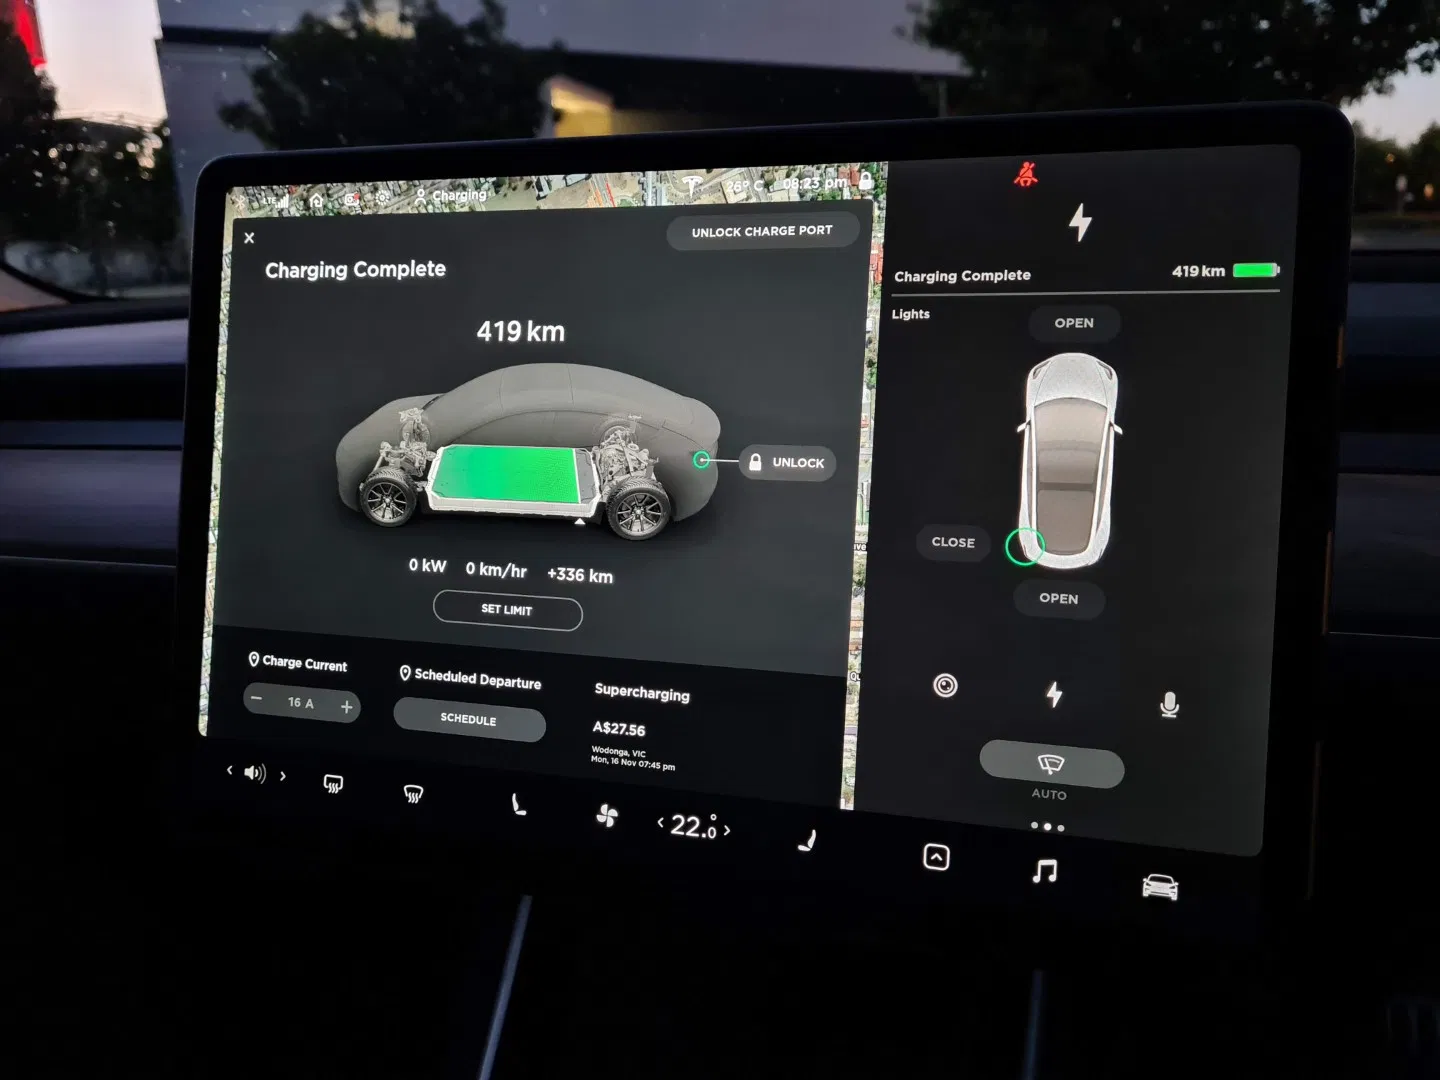 LTE
Charging
26° C
08:23 pm
UNLOCK CHARGE PORT
Charging Complete
419 km
UNLOCK
0 kW 0 km/hr +336 km
SET LIMIT
Charge Current
− 16 A +
Scheduled Departure
SCHEDULE
Supercharging
A$27.56
Wodonga, VIC
Mon, 16 Nov 07:45 pm
Charging Complete 419 km
Lights
OPEN
CLOSE
OPEN
AUTO
< 22.0° >